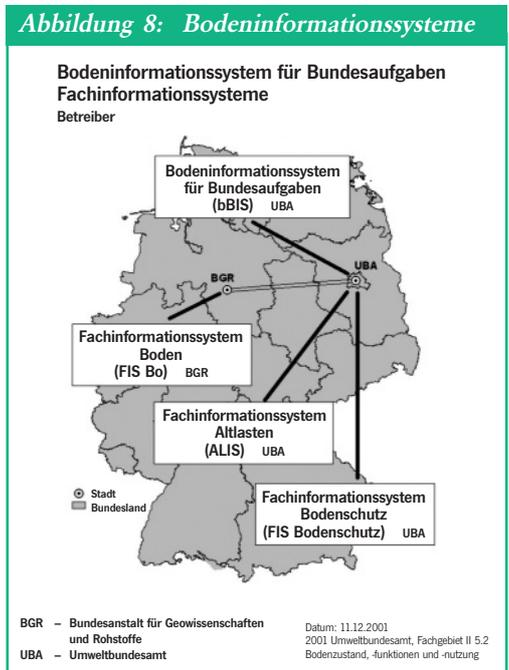 Abbildung 8: Bodeninformationssysteme
Bodeninformationssystem für Bundesaufgaben
Fachinformationssysteme
Betreiber
Bodeninformationssystem
für Bundesaufgaben
(bBIS) UBA
UBA
BGR
Fachinformationssystem
Boden
(FIS Bo) BGR
Fachinformationssystem
Altlasten
(ALIS) UBA
Fachinformationssystem
Bodenschutz
(FIS Bodenschutz) UBA
Stadt
Bundesland
BGR – Bundesanstalt für Geowissenschaften
und Rohstoffe
UBA – Umweltbundesamt
Datum: 11.12.2001
2001 Umweltbundesamt, Fachgebiet II 5.2
Bodenzustand, -funktionen und -nutzung